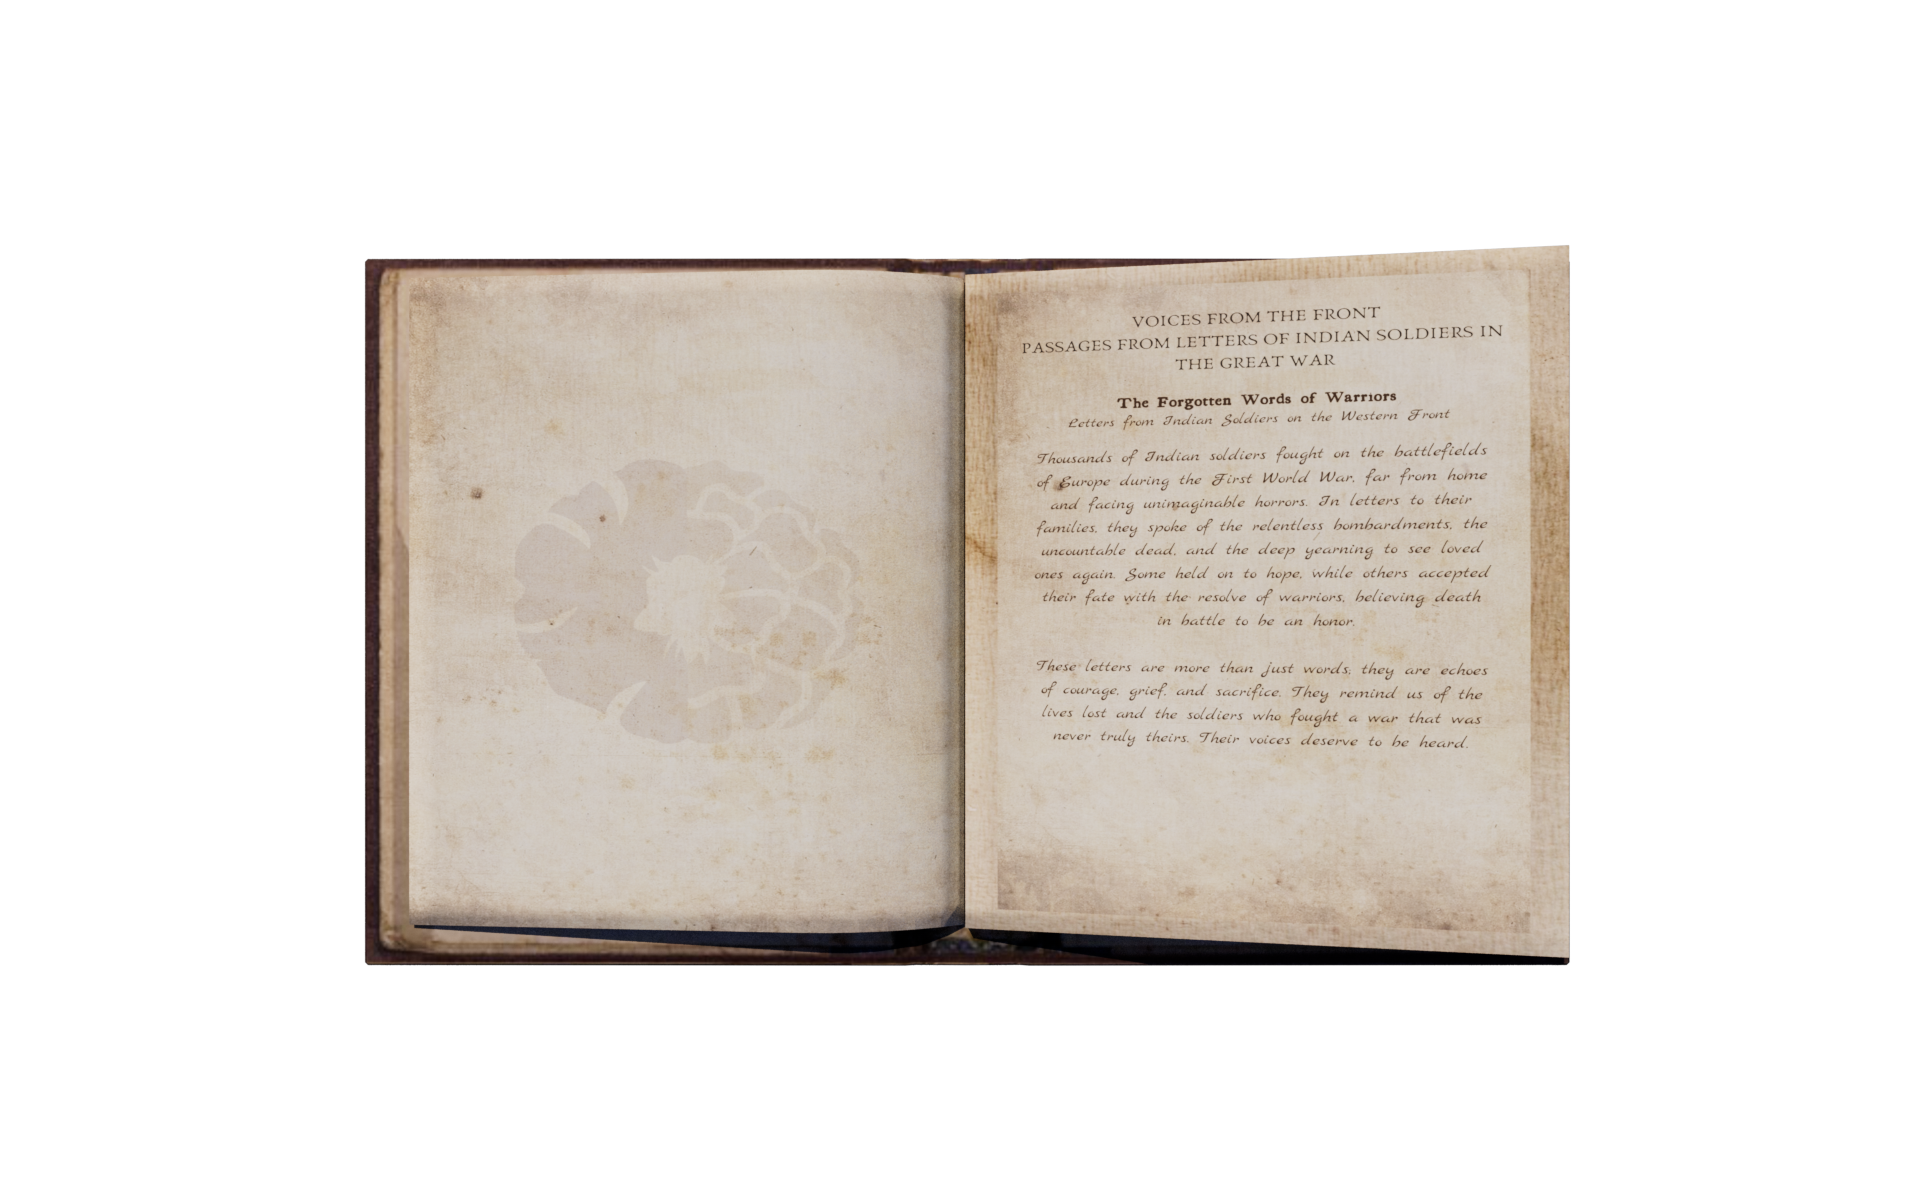 VOICES FROM THE FRONT
PASSAGES FROM LETTERS OF INDIAN SOLDIERS IN
THE GREAT WAR
The Forgotten Words of Warriors
Letters from Indian Soldiers on the Western Front
Thousands of Indian soldiers fought on the battlefields
of Europe during the First World War, far from home
and facing unimaginable horrors. In letters to their
families, they spoke of the relentless bombardments, the
uncountable dead, and the deep yearning to see loved
ones again. Some held on to hope, while others accepted
their fate with the resolve of warriors, believing death
in battle to be an honor.
These letters are more than just words; they are echoes
of courage, grief, and sacrifice. They remind us of the
lives lost and the soldiers who fought a war that was
never truly theirs. Their voices deserve to be heard.